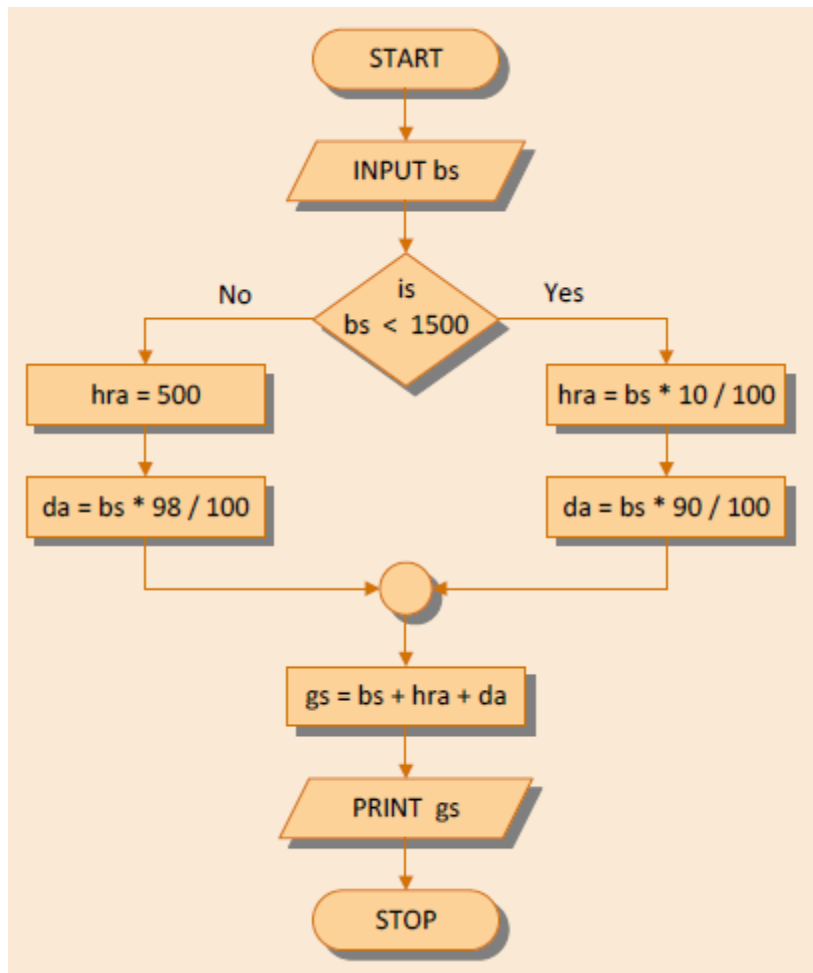 START
INPUT bs
is
bs < 1500
No
Yes
hra = 500
da = bs * 98 / 100
hra = bs * 10 / 100
da = bs * 90 / 100
gs = bs + hra + da
PRINT gs
STOP